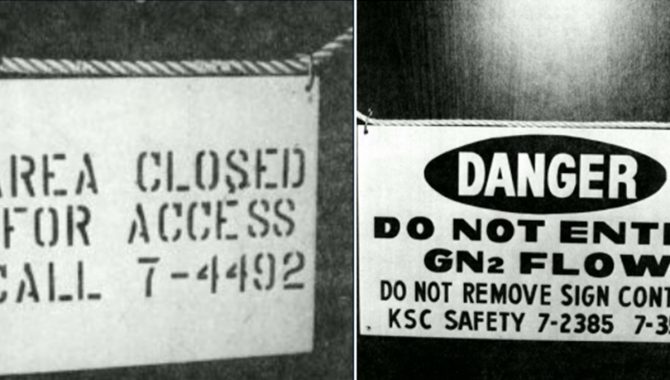 AREA CLOSED
FOR ACCESS
CALL 7-4492
DANGER
DO NOT ENT
GN2 FLOW
DO NOT REMOVE SIGN CONT
KSC SAFETY 7-2385 7-3